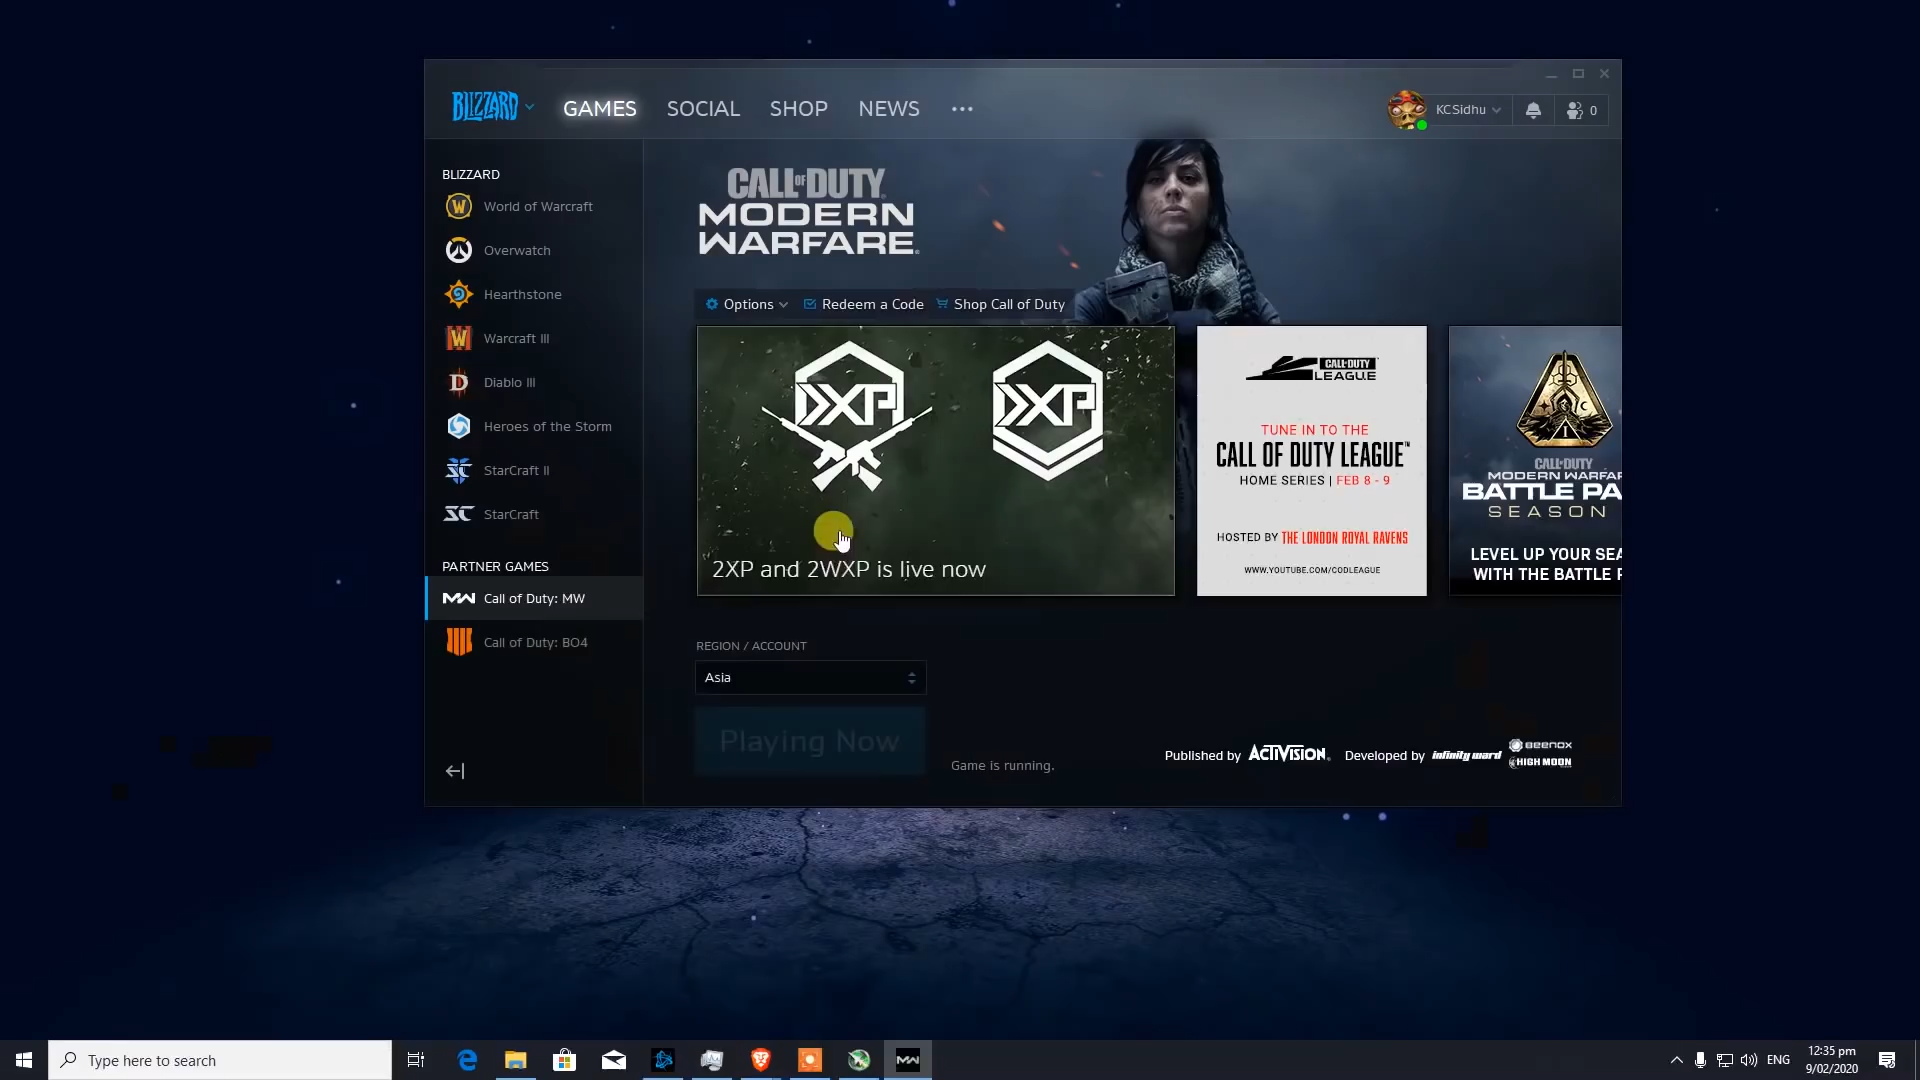 BLIZZARD
GAMES
SOCIAL
SHOP
NEWS
KCSidhu
0
BLIZZARD
World of Warcraft
Overwatch
Hearthstone
Warcraft III
Diablo III
Heroes of the Storm
StarCraft II
StarCraft
PARTNER GAMES
Call of Duty: MW
Call of Duty: BO4
CALL OF DUTY
MODERN
WARFARE
Options
Redeem a Code
Shop Call of Duty
2XP and 2WXP is live now
CALL OF DUTY
LEAGUE
TUNE IN TO THE
CALL OF DUTY LEAGUE™
HOME SERIES | FEB 8 - 9
HOSTED BY THE LONDON ROYAL RAVENS
WWW.YOUTUBE.COM/CODLEAGUE
CALL OF DUTY
MODERN WARFAR
BATTLE PA
SEASON
LEVEL UP YOUR SEA
WITH THE BATTLE P
REGION / ACCOUNT
Asia
Playing Now
Game is running.
Published by ACTIVISION
Developed by infinity ward
BEENOX
HIGH MOON
Type here to search
ENG
12:35 pm
9/02/2020